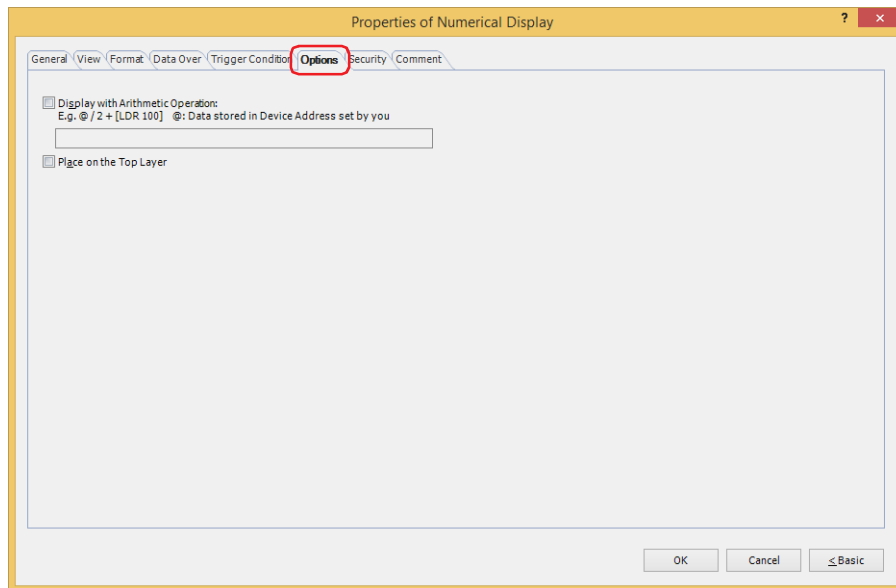 Properties of Numerical Display
? ×
General View Format Data Over Trigger Condition Options Security Comment
Display with Arithmetic Operation:
E.g. @ / 2 + [LDR 100] @: Data stored in Device Address set by you
Place on the Top Layer
OK Cancel < Basic